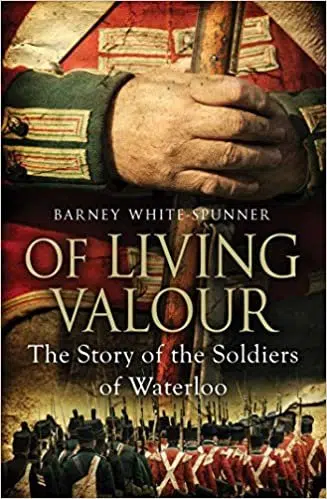 BARNEY WHITE-SPUNNER
OF LIVING
VALOUR
The Story of the Soldiers
of Waterloo